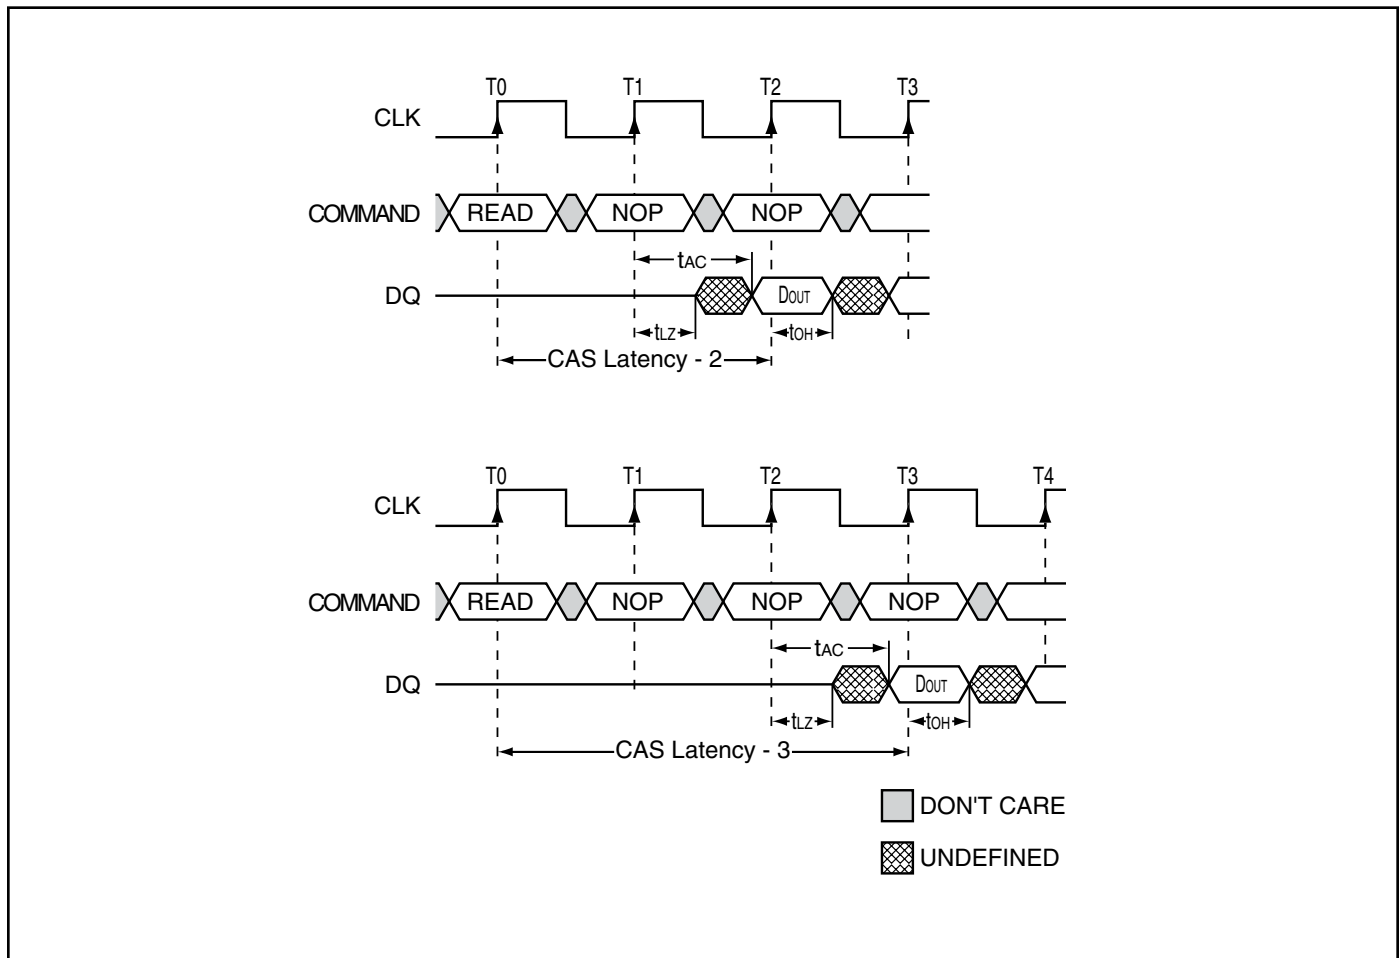 T0 T1 T2 T3
CLK
COMMAND READ NOP NOP
tAC
DQ DOUT
tLZ tOH
CAS Latency - 2
T0 T1 T2 T3 T4
CLK
COMMAND READ NOP NOP NOP
tAC
DQ DOUT
tLZ tOH
CAS Latency - 3
DON'T CARE
UNDEFINED